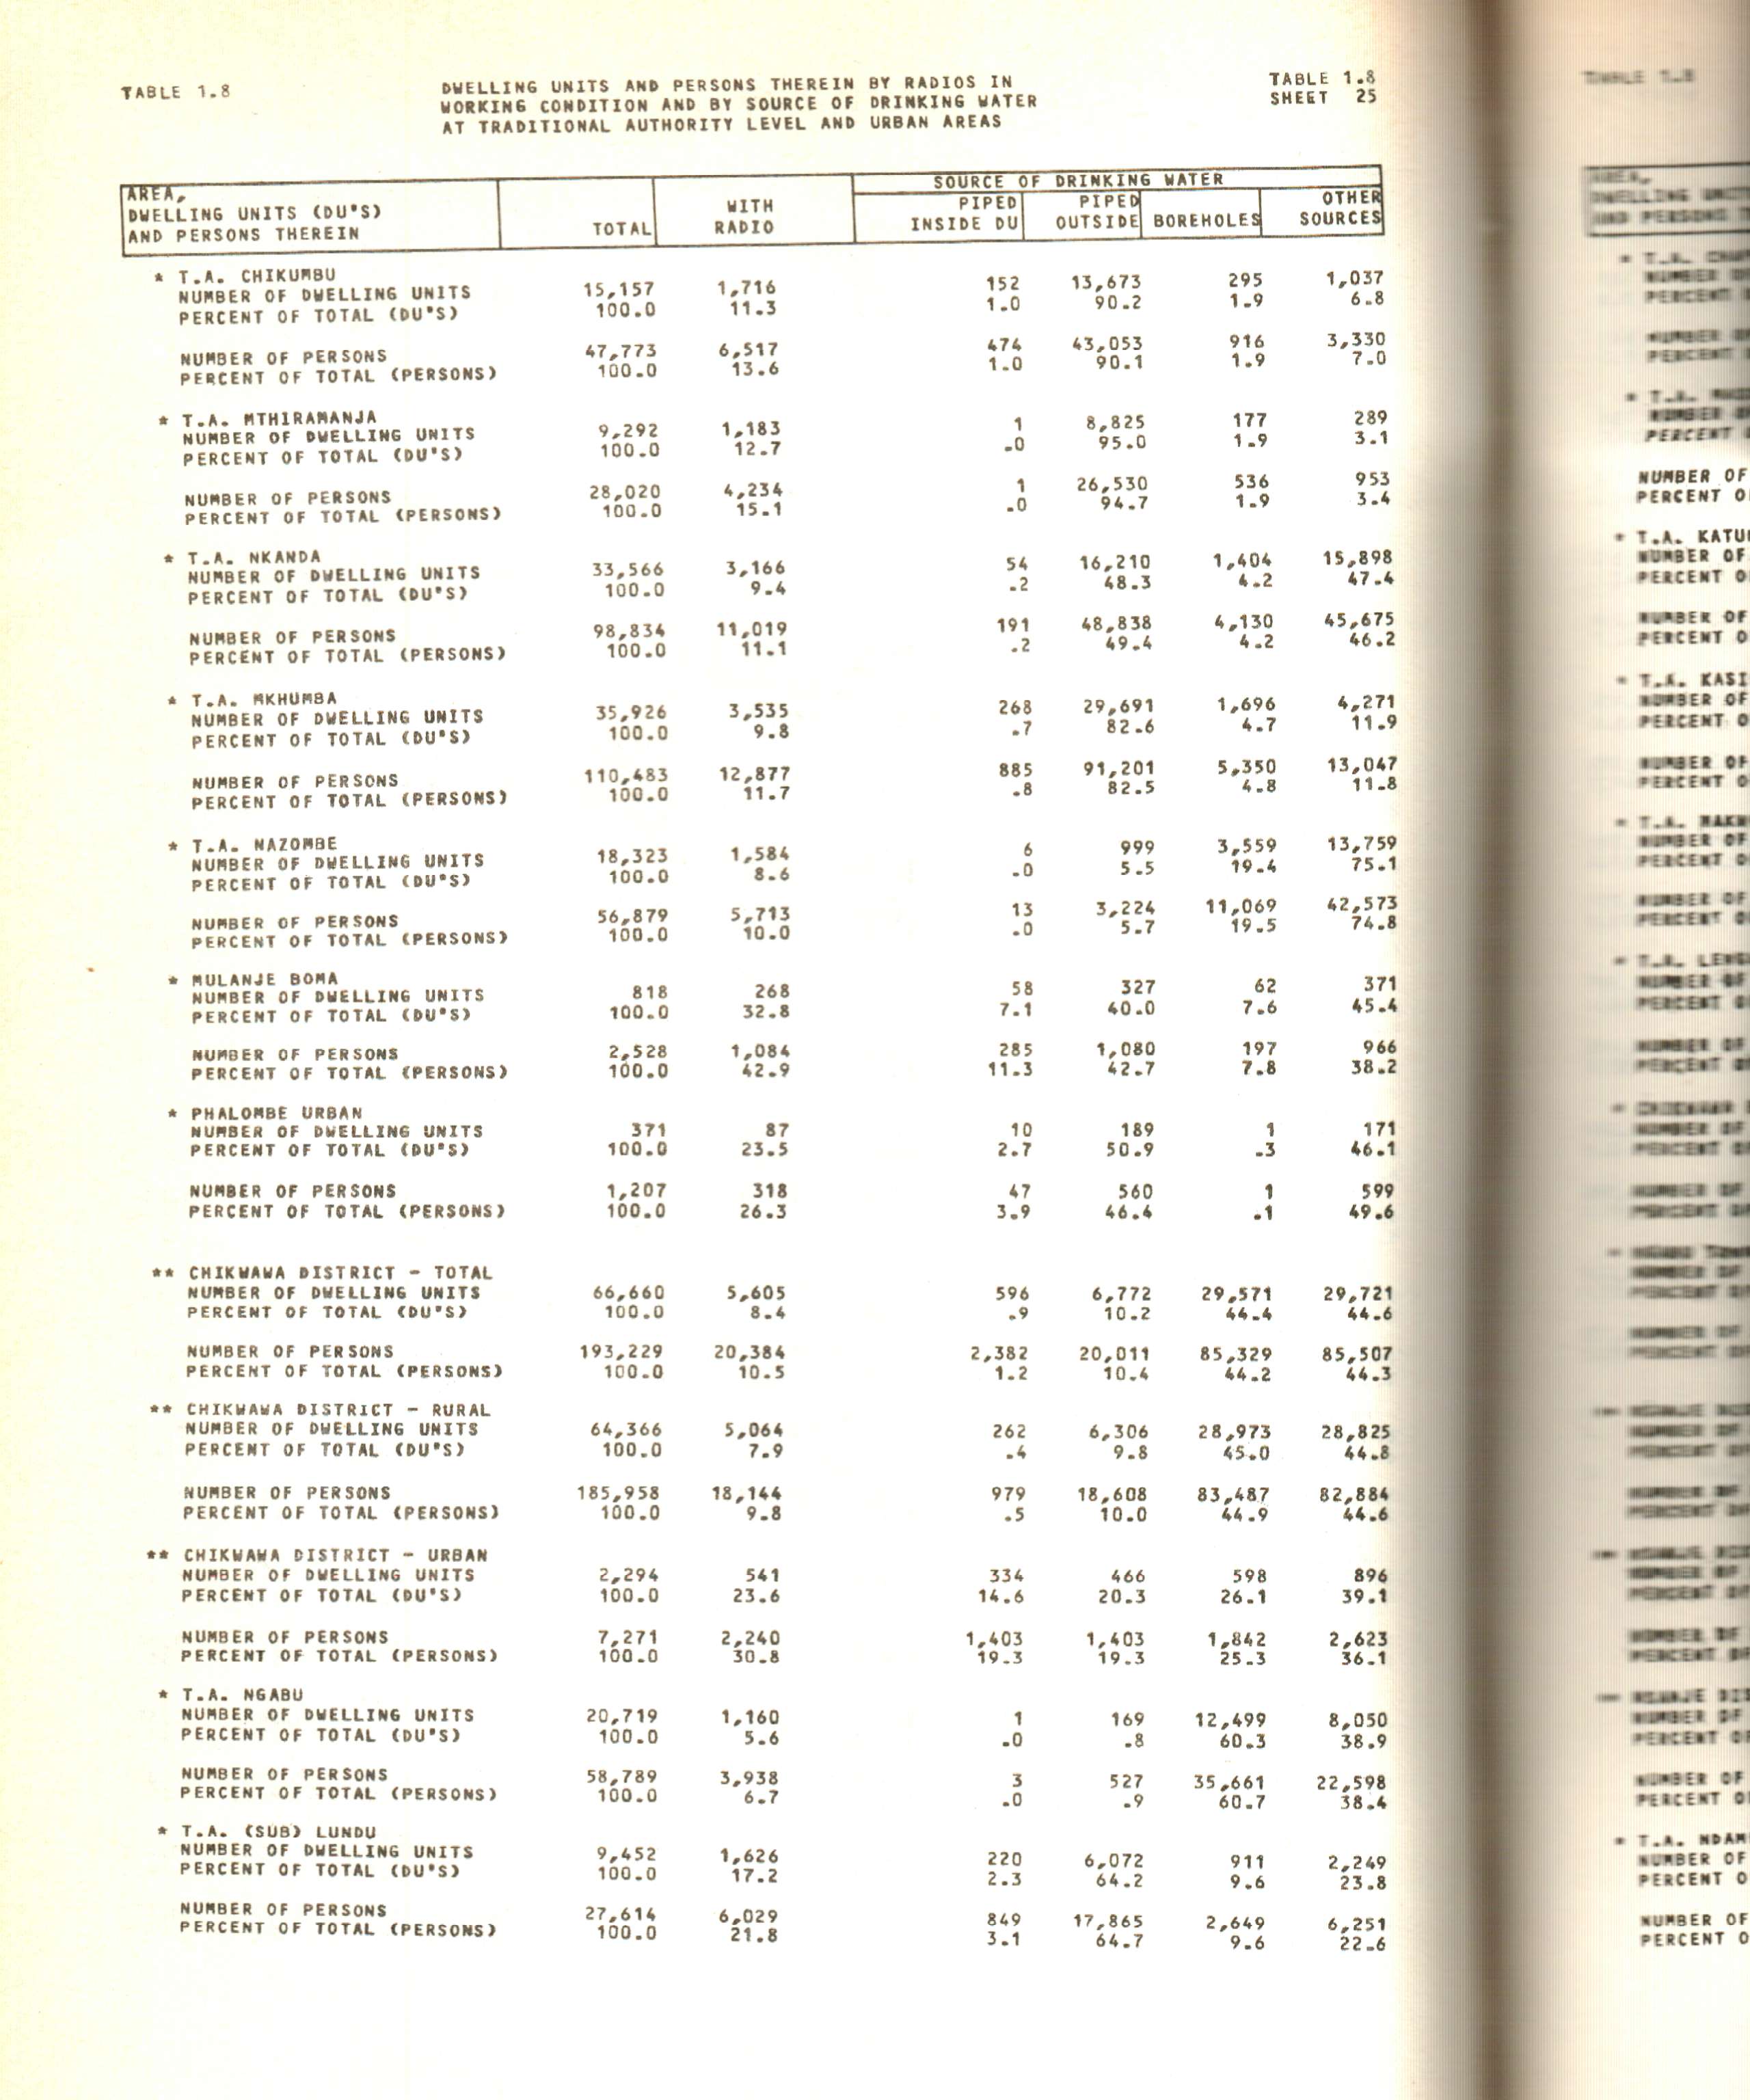 TABLE 1.8 DWELLING UNITS AND PERSONS THEREIN BY RADIOS IN TABLE 1.8
WORKING CONDITION AND BY SOURCE OF DRINKING WATER SHEET 25
AT TRADITIONAL AUTHORITY LEVEL AND URBAN AREAS
SOURCE OF DRINKING WATER
AREA, WITH PIPED PIPED OTHER
DWELLING UNITS (DU'S) TOTAL RADIO INSIDE DU OUTSIDE BOREHOLES SOURCES
AND PERSONS THEREIN
* T.A. CHIKUMBU
NUMBER OF DWELLING UNITS 15,157 1,716 152 13,673 295 1,037
PERCENT OF TOTAL (DU'S) 100.0 11.3 1.0 90.2 1.9 6.8
NUMBER OF PERSONS 47,773 6,517 474 43,053 916 3,330
PERCENT OF TOTAL (PERSONS) 100.0 13.6 1.0 90.1 1.9 7.0
* T.A. MTHIRAMANJA
NUMBER OF DWELLING UNITS 9,292 1,183 1 8,825 177 289
PERCENT OF TOTAL (DU'S) 100.0 12.7 .0 95.0 1.9 3.1
NUMBER OF PERSONS 28,020 4,234 1 26,530 536 953
PERCENT OF TOTAL (PERSONS) 100.0 15.1 .0 94.7 1.9 3.4
* T.A. NKANDA
NUMBER OF DWELLING UNITS 33,566 3,166 54 16,210 1,404 15,898
PERCENT OF TOTAL (DU'S) 100.0 9.4 .2 48.3 4.2 47.4
NUMBER OF PERSONS 98,834 11,019 191 48,838 4,130 45,675
PERCENT OF TOTAL (PERSONS) 100.0 11.1 .2 49.4 4.2 46.2
* T.A. MKHUMBA
NUMBER OF DWELLING UNITS 35,926 3,535 268 29,691 1,696 4,271
PERCENT OF TOTAL (DU'S) 100.0 9.8 .7 82.6 4.7 11.9
NUMBER OF PERSONS 110,483 12,877 885 91,201 5,350 13,047
PERCENT OF TOTAL (PERSONS) 100.0 11.7 .8 82.5 4.8 11.8
* T.A. NAZOMBE
NUMBER OF DWELLING UNITS 18,323 1,584 6 999 3,559 13,759
PERCENT OF TOTAL (DU'S) 100.0 8.6 .0 5.5 19.4 75.1
NUMBER OF PERSONS 56,879 5,713 13 3,224 11,069 42,573
PERCENT OF TOTAL (PERSONS) 100.0 10.0 .0 5.7 19.5 74.8
* MULANJE BOMA
NUMBER OF DWELLING UNITS 818 268 58 327 62 371
PERCENT OF TOTAL (DU'S) 100.0 32.8 7.1 40.0 7.6 45.4
NUMBER OF PERSONS 2,528 1,084 285 1,080 197 966
PERCENT OF TOTAL (PERSONS) 100.0 42.9 11.3 42.7 7.8 38.2
* PHALOMBE URBAN
NUMBER OF DWELLING UNITS 371 87 10 189 1 171
PERCENT OF TOTAL (DU'S) 100.0 23.5 2.7 50.9 .3 46.1
NUMBER OF PERSONS 1,207 318 47 560 1 599
PERCENT OF TOTAL (PERSONS) 100.0 26.3 3.9 46.4 .1 49.6
** CHIKWAWA DISTRICT - TOTAL
NUMBER OF DWELLING UNITS 66,660 5,605 596 6,772 29,571 29,721
PERCENT OF TOTAL (DU'S) 100.0 8.4 .9 10.2 44.4 44.6
NUMBER OF PERSONS 193,229 20,384 2,382 20,011 85,329 85,507
PERCENT OF TOTAL (PERSONS) 100.0 10.5 1.2 10.4 44.2 44.3
** CHIKWAWA DISTRICT - RURAL
NUMBER OF DWELLING UNITS 64,366 5,064 262 6,306 28,973 28,825
PERCENT OF TOTAL (DU'S) 100.0 7.9 .4 9.8 45.0 44.8
NUMBER OF PERSONS 185,958 18,144 979 18,608 83,487 82,884
PERCENT OF TOTAL (PERSONS) 100.0 9.8 .5 10.0 44.9 44.6
** CHIKWAWA DISTRICT - URBAN
NUMBER OF DWELLING UNITS 2,294 541 334 466 598 896
PERCENT OF TOTAL (DU'S) 100.0 23.6 14.6 20.3 26.1 39.1
NUMBER OF PERSONS 7,271 2,240 1,403 1,403 1,842 2,623
PERCENT OF TOTAL (PERSONS) 100.0 30.8 19.3 19.3 25.3 36.1
* T.A. NGABU
NUMBER OF DWELLING UNITS 20,719 1,160 1 169 12,499 8,050
PERCENT OF TOTAL (DU'S) 100.0 5.6 .0 .8 60.3 38.9
NUMBER OF PERSONS 58,789 3,938 3 527 35,661 22,598
PERCENT OF TOTAL (PERSONS) 100.0 6.7 .0 .9 60.7 38.4
* T.A. (SUB) LUNDU
NUMBER OF DWELLING UNITS 9,452 1,626 220 6,072 911 2,249
PERCENT OF TOTAL (DU'S) 100.0 17.2 2.3 64.2 9.6 23.8
NUMBER OF PERSONS 27,614 6,029 849 17,865 2,649 6,251
PERCENT OF TOTAL (PERSONS) 100.0 21.8 3.1 64.7 9.6 22.6
NUMBER OF
PERCENT
* T.A.
NUMBER OF
PERCENT
NUMBER OF
PERCENT
* T.A.
NUMBER OF
PERCENT
NUMBER OF
PERCENT
* T.A.
NUMBER OF
PERCENT
NUMBER OF
PERCENT
* T.A.
NUMBER OF
PERCENT
NUMBER OF
PERCENT